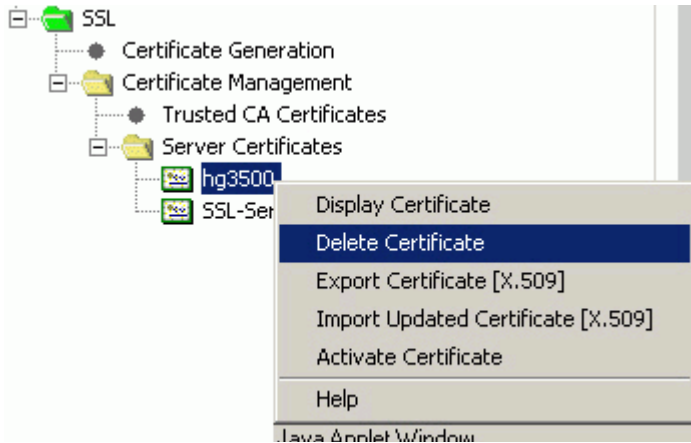 SSL
Certificate Generation
Certificate Management
Trusted CA Certificates
Server Certificates
hg3500
SSL-Ser
Display Certificate
Delete Certificate
Export Certificate [X.509]
Import Updated Certificate [X.509]
Activate Certificate
Help
Java Applet Window